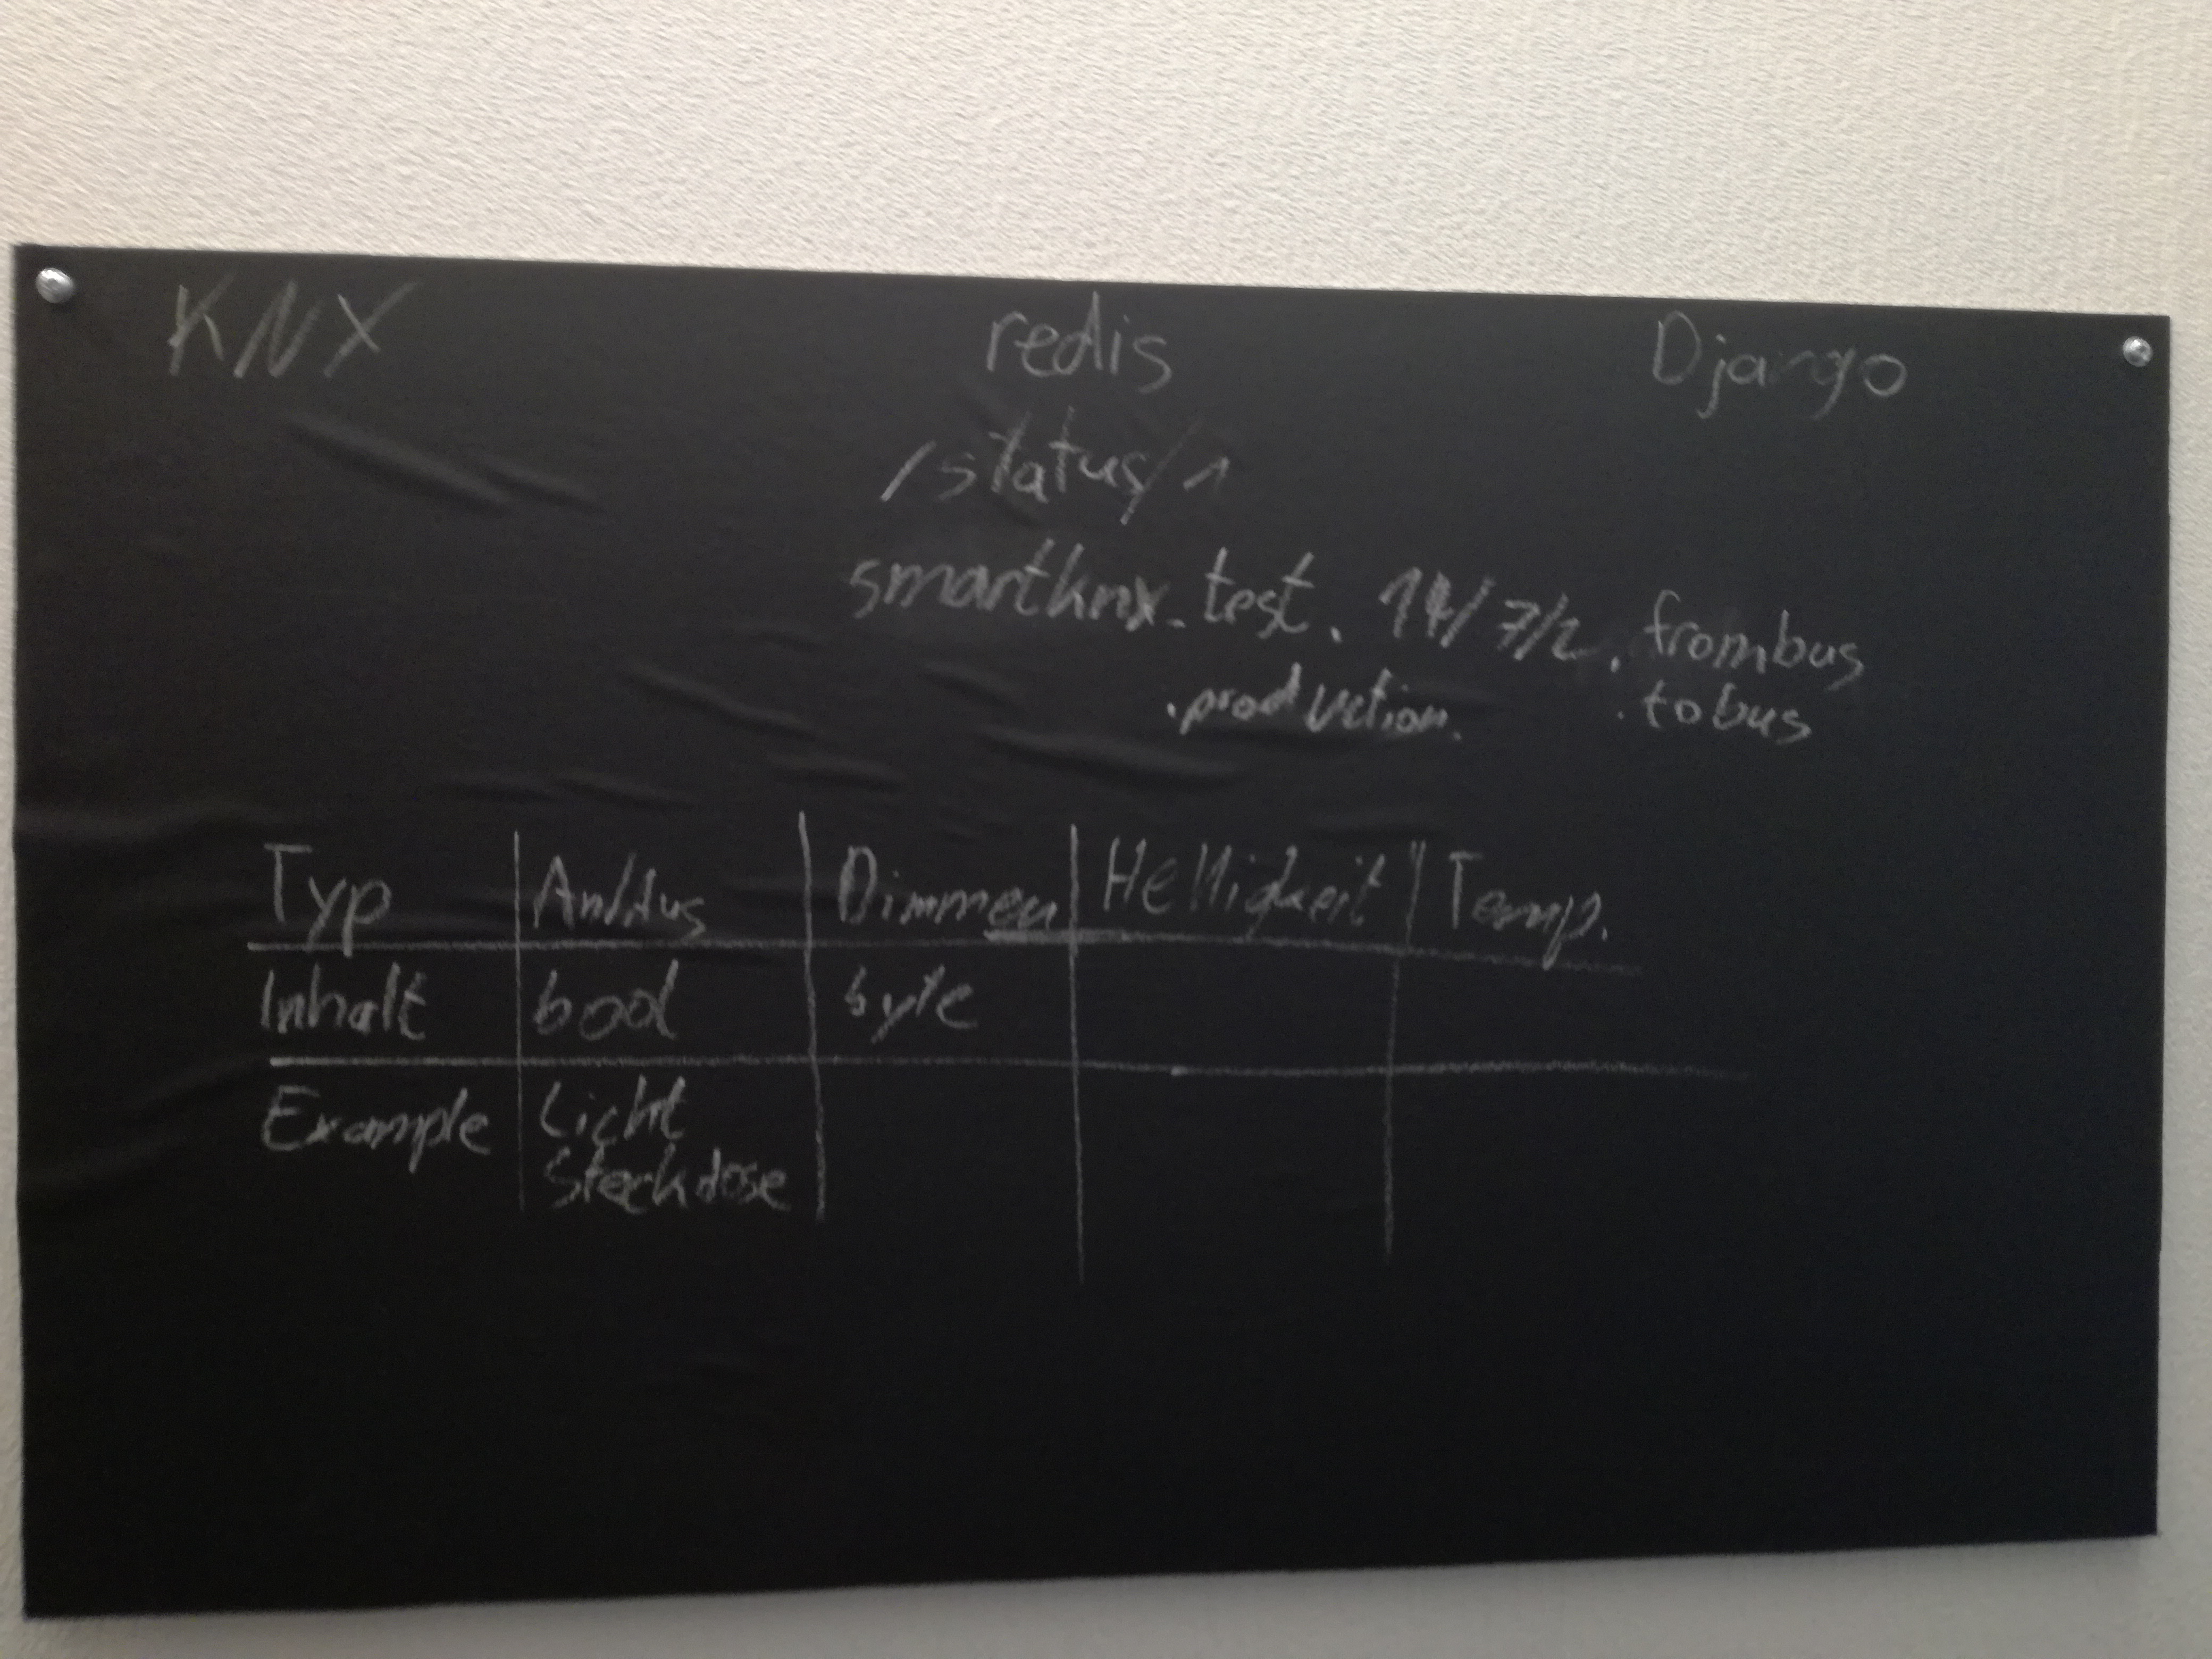 KNX redis Django
/status/1
smartknx_test. 14/7/2. frombus
.production. .tobus
Typ An/Aus Dimmen Helligkeit Temp.
Inhalt bool byte
Example Licht
Steckdose